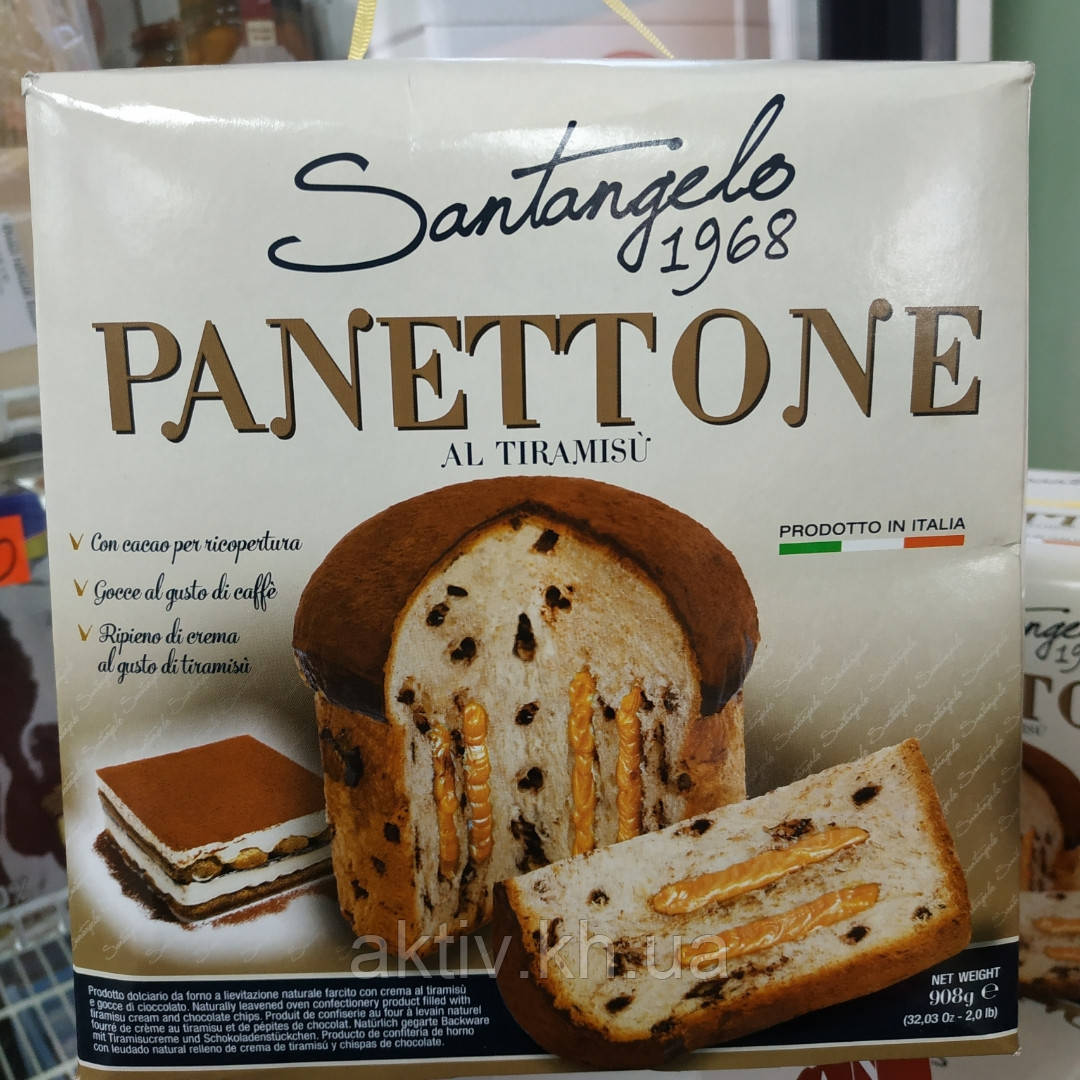 Santangelo
1968
PANETTONE
AL TIRAMISÙ
PRODOTTO IN ITALIA
Con cacao per ricopertura
Gocce al gusto di caffè
Ripieno di crema
al gusto di tiramisù
aktiv.kh.ua
Prodotto dolciario da forno a lievitazione naturale farcito con crema al tiramisù
e gocce di cioccolato. Naturally leavened oven confectionery product filled with
tiramisu cream and chocolate chips. Produit de confiserie au four à levain naturel
fourré de crème au tiramisu et de pépites de chocolat. Natürlich gegarte Backware
mit Tiramisucreme und Schokoladenstückchen. Producto de confitería de horno
con leudado natural relleno de crema de tiramisú y chispas de chocolate.
NET WEIGHT
908g e
(32,03 Oz - 2,0 lb)